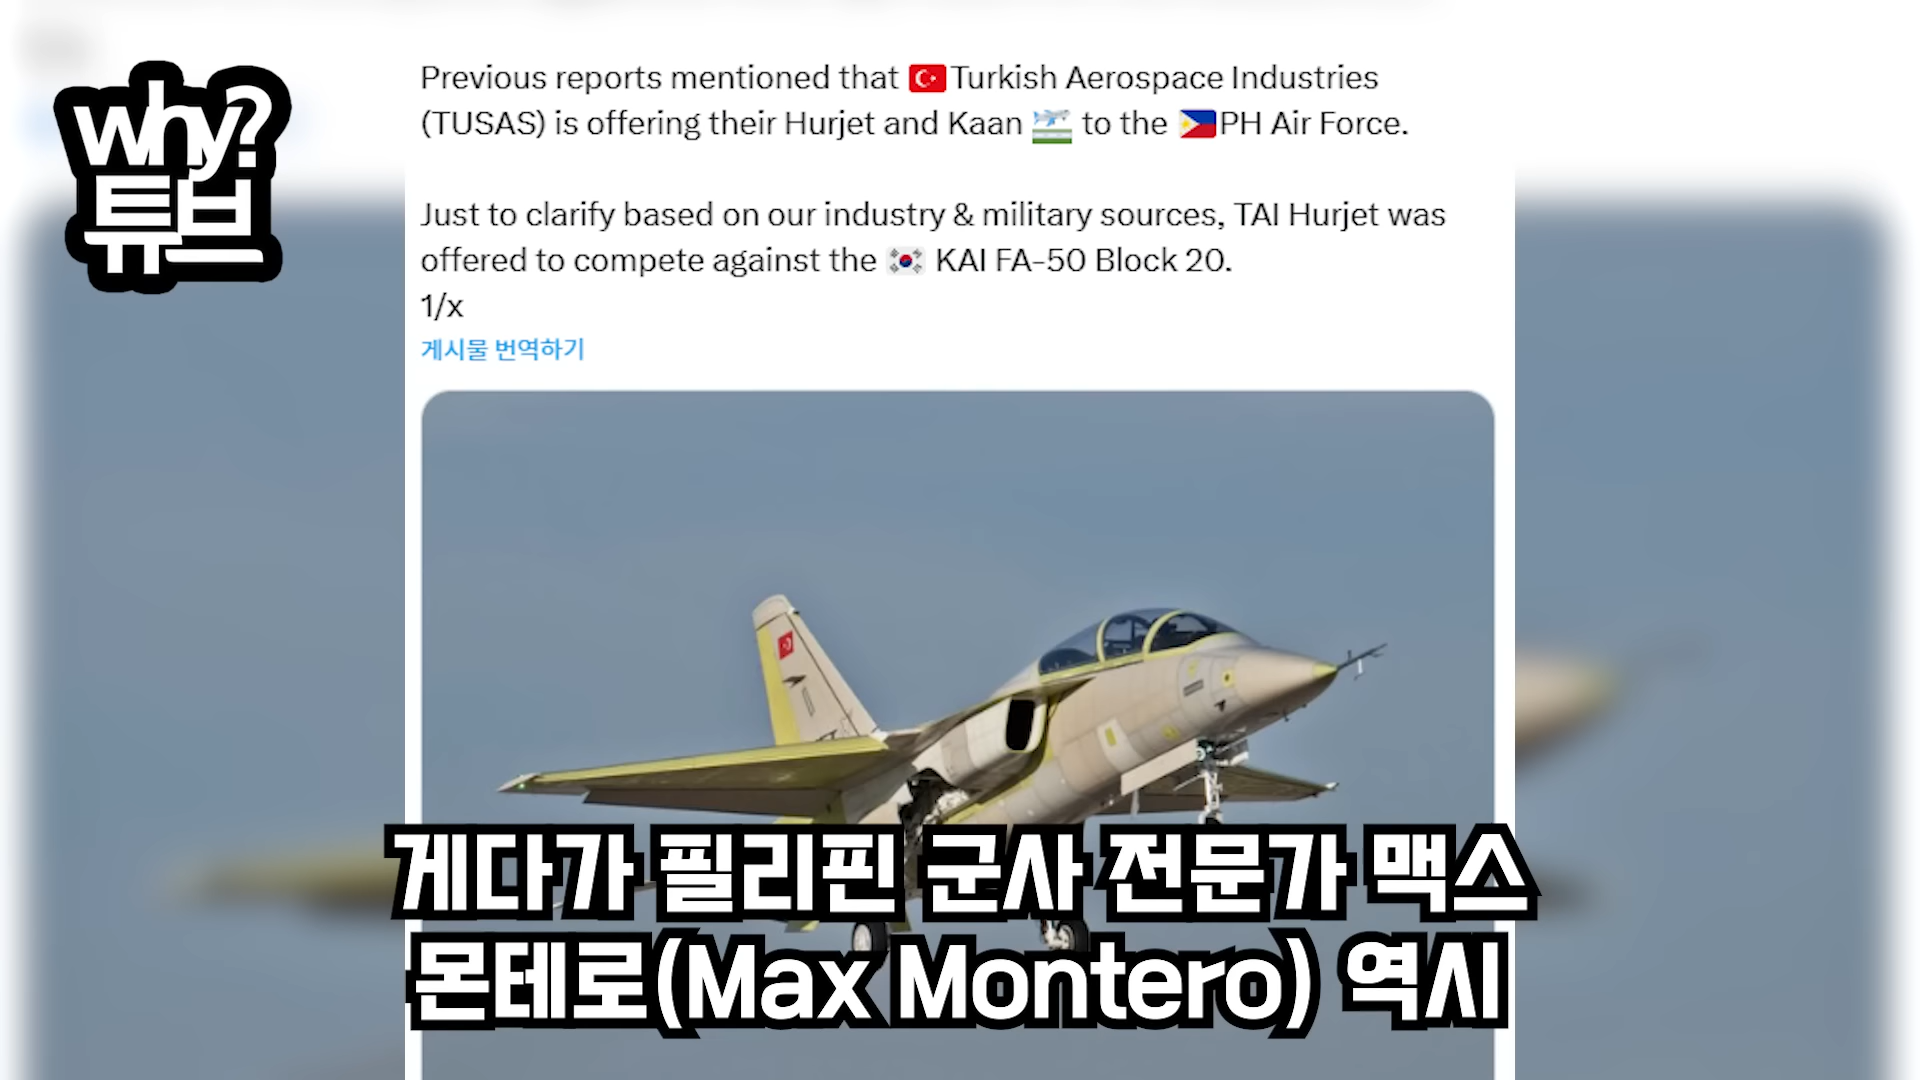 why?
튜브
Previous reports mentioned that 🇹🇷Turkish Aerospace Industries
(TUSAS) is offering their Hurjet and Kaan 🛫 to the 🇵🇭PH Air Force.
Just to clarify based on our industry & military sources, TAI Hurjet was
offered to compete against the 🇰🇷 KAI FA-50 Block 20.
1/x
게시물 번역하기
게다가 필리핀 군사 전문가 맥스
몬테로(Max Montero) 역시